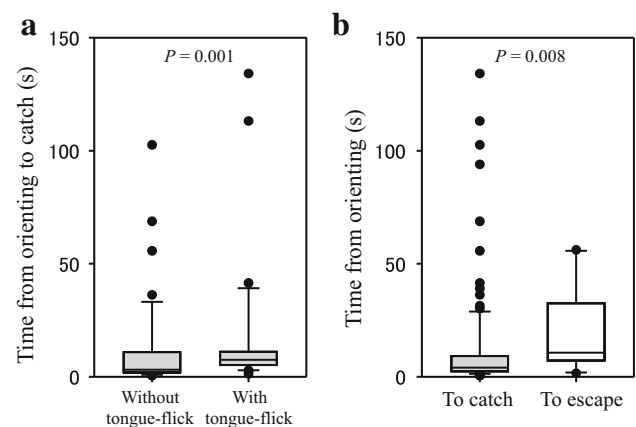 a
Time from orienting to catch (s)
150
100
50
0
P = 0.001
Without
tongue-flick
With
tongue-flick
b
Time from orienting (s)
150
100
50
0
P = 0.008
To catch
To escape